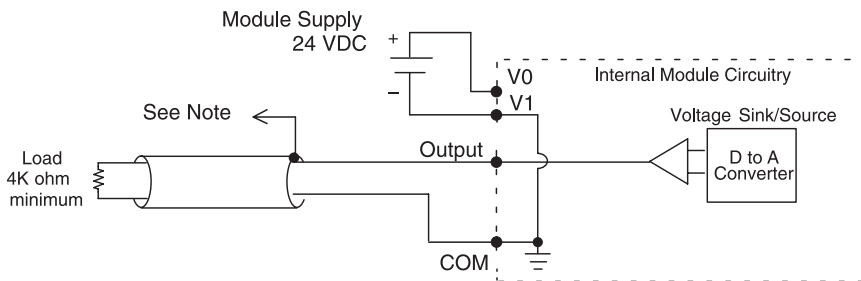 Module Supply
24 VDC
+
−
V0
V1
Internal Module Circuitry
See Note
Voltage Sink/Source
Output
D to A
Converter
Load
4K ohm
minimum
COM